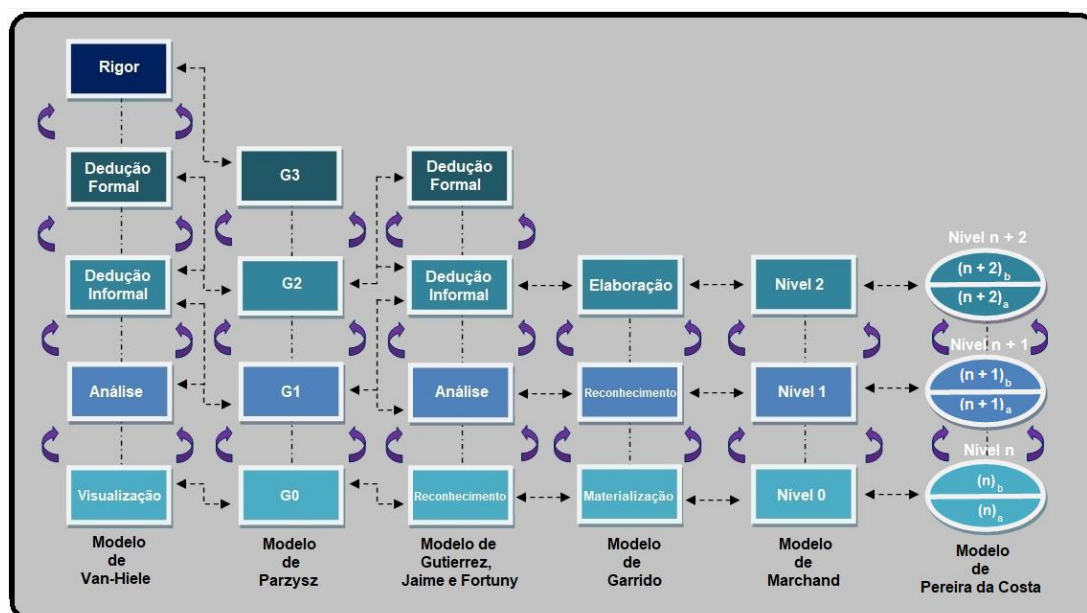 Rigor
Dedução
Formal
G3
Dedução
Formal
Nível n + 2
Dedução
Informal
G2
Dedução
Informal
Elaboração
Nível 2
(n + 2)b
(n + 2)a
Nível n + 1
Análise
G1
Análise
Reconhecimento
Nível 1
(n + 1)b
(n + 1)a
Nível n
Visualização
G0
Reconhecimento
Materialização
Nível 0
(n)b
(n)a
Modelo
de
Van-Hiele
Modelo
de
Parzysz
Modelo de
Gutierrez,
Jaime e Fortuny
Modelo
de
Garrido
Modelo
de
Marchand
Modelo
de
Pereira da Costa